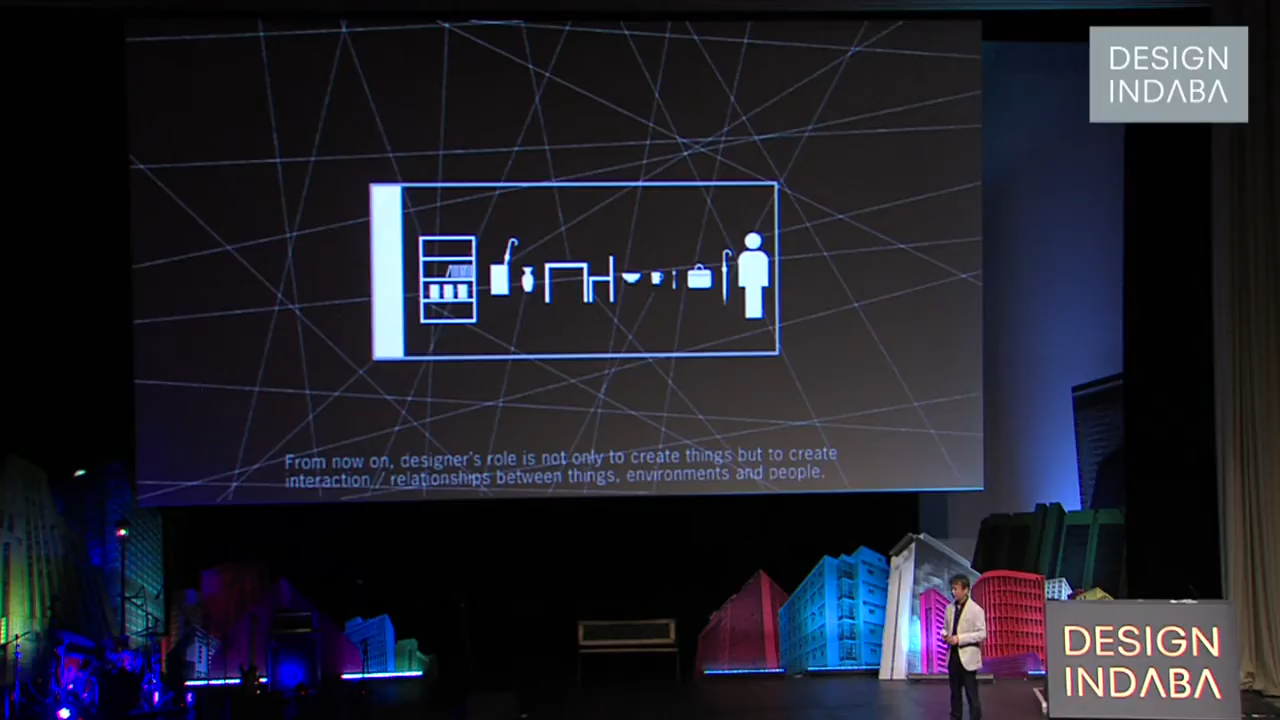 DESIGN
INDABA
From now on, designer's role is not only to create things but to create
interaction / relationships between things, environments and people.
DESIGN
INDABA